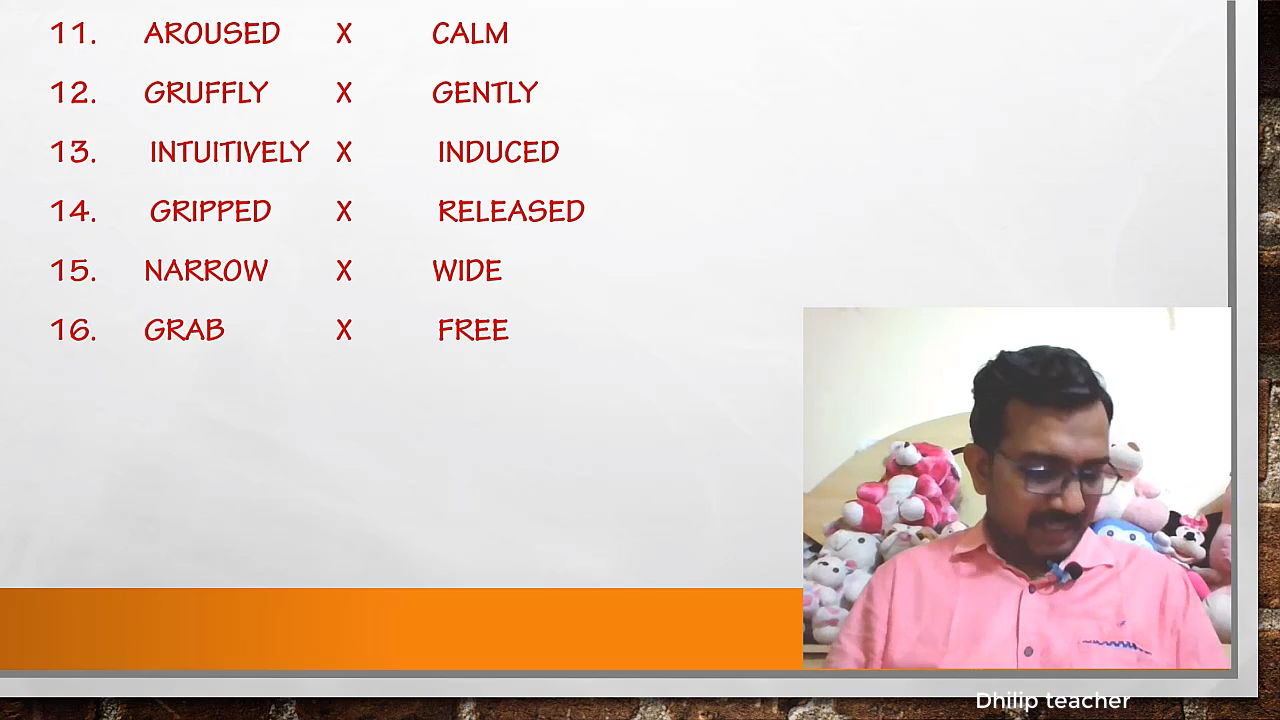 11. AROUSED X CALM
12. GRUFFLY X GENTLY
13. INTUITIVELY X INDUCED
14. GRIPPED X RELEASED
15. NARROW X WIDE
16. GRAB X FREE
Dhilip teacher